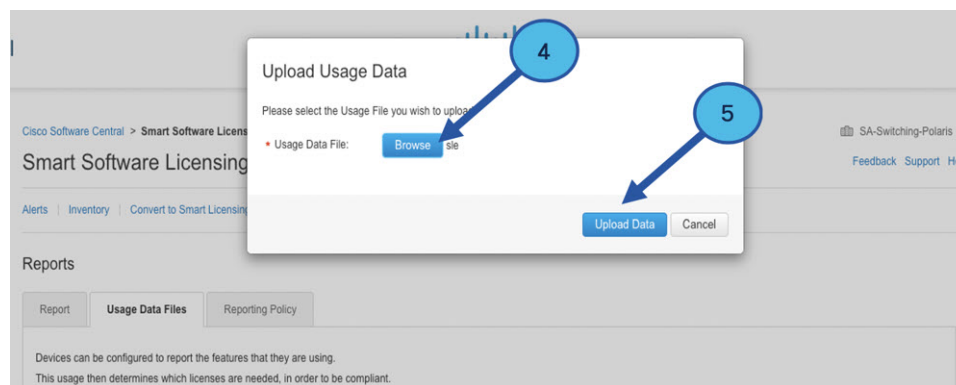 4
Upload Usage Data
Please select the Usage File you wish to upload
5
Cisco Software Central > Smart Software Licens
SA-Switching-Polaris
• Usage Data File: Browse sle
Smart Software Licensing
Feedback Support H
Alerts | Inventory | Convert to Smart Licensing
Upload Data Cancel
Reports
Report Usage Data Files Reporting Policy
Devices can be configured to report the features that they are using.
This usage then determines which licenses are needed, in order to be compliant.